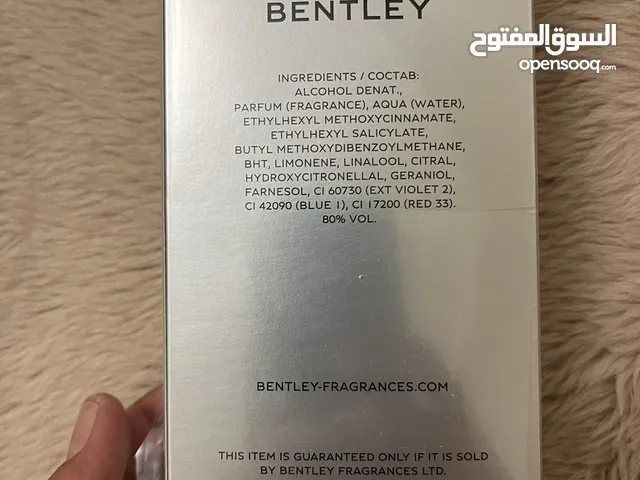 BENTLEY
السوق المفتوح
opensooq.com
INGREDIENTS / СОСТАВ:
ALCOHOL DENAT.,
PARFUM (FRAGRANCE), AQUA (WATER),
ETHYLHEXYL METHOXYCINNAMATE,
ETHYLHEXYL SALICYLATE,
BUTYL METHOXYDIBENZOYLMETHANE,
BHT, LIMONENE, LINALOOL, CITRAL,
HYDROXYCITRONELLAL, GERANIOL,
FARNESOL, CI 60730 (EXT VIOLET 2),
CI 42090 (BLUE 1), CI 17200 (RED 33).
80% VOL.
BENTLEY-FRAGRANCES.COM
THIS ITEM IS GUARANTEED ONLY IF IT IS SOLD
BY BENTLEY FRAGRANCES LTD.